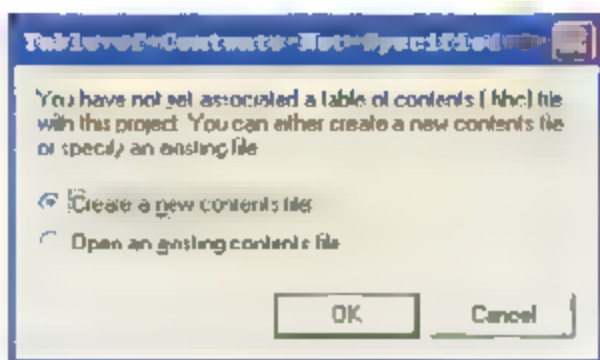 Table of Contents Not Specified
You have not yet associated a table of contents (.hhc) file
with this project. You can either create a new contents file
or specify an existing file
Create a new contents file
Open an existing contents file
OK
Cancel